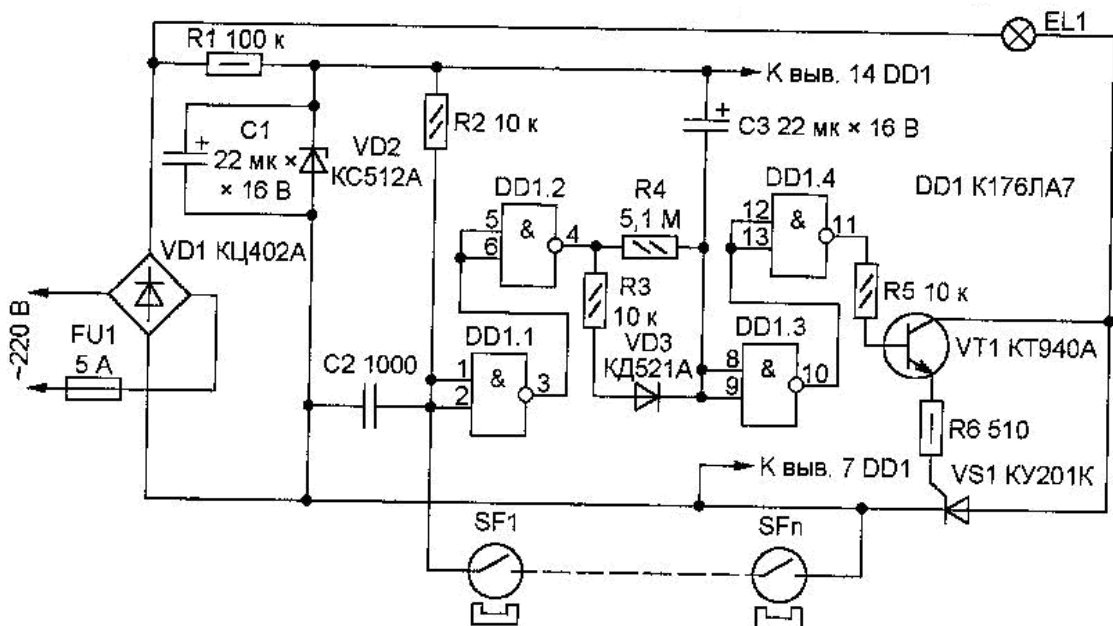 EL1
R1 100 к
К выв. 14 DD1
R2 10 к
C3 22 мк × 16 В
+
C1
+
22 мк ×
× 16 В
VD2
КС512А
DD1.2
R4
5,1 М
DD1.4
DD1 К176ЛА7
5
6
&
4
12
13
&
11
VD1 КЦ402А
R3
10 к
R5 10 к
~220 В
FU1
5 А
DD1.1
VD3
КД521А
DD1.3
VT1 КТ940А
C2 1000
1
2
&
3
8
9
&
10
R6 510
К выв. 7 DD1
VS1 КУ201К
SF1
SFn